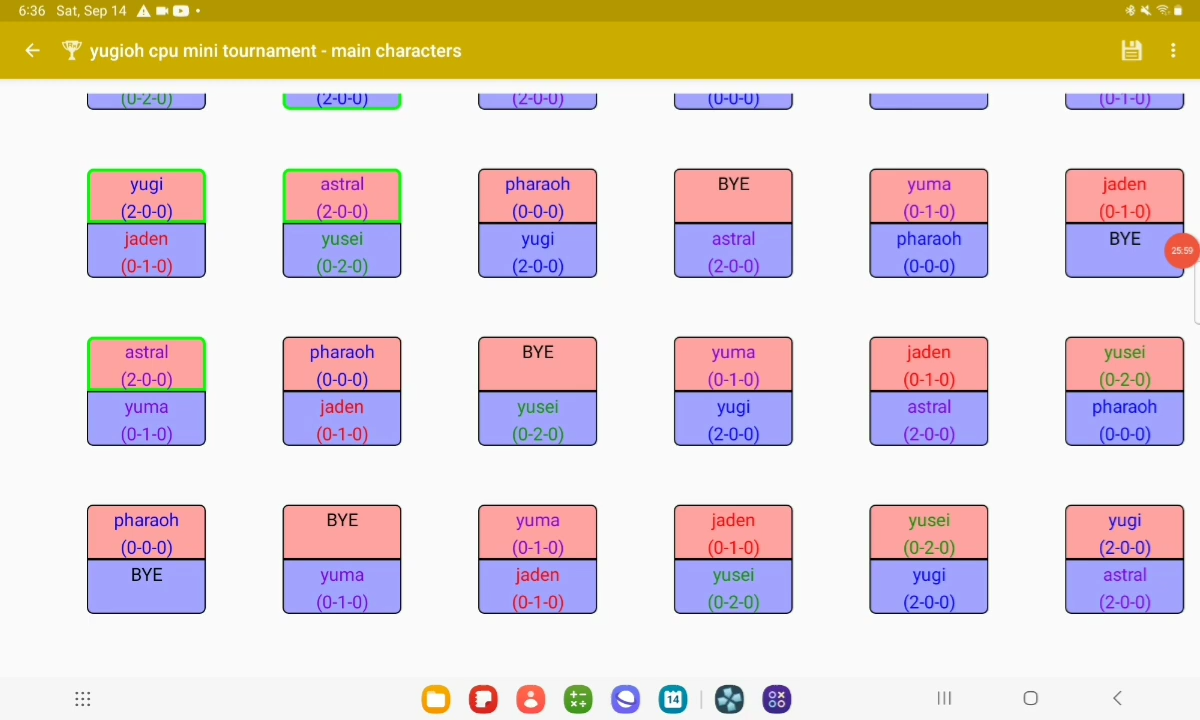 6:36 Sat, Sep 14
yugioh cpu mini tournament - main characters
(0-2-0) (2-0-0) (2-0-0) (0-0-0) (0-1-0)
yugi astral pharaoh BYE yuma jaden
(2-0-0) (2-0-0) (0-0-0) (0-1-0) (0-1-0)
jaden yusei yugi astral pharaoh BYE
(0-1-0) (0-2-0) (2-0-0) (2-0-0) (0-0-0)
25:59
astral pharaoh BYE yuma jaden yusei
(2-0-0) (0-0-0) (0-1-0) (0-1-0) (0-2-0)
yuma jaden yusei yugi astral pharaoh
(0-1-0) (0-1-0) (0-2-0) (2-0-0) (2-0-0) (0-0-0)
pharaoh BYE yuma jaden yusei yugi
(0-0-0) (0-1-0) (0-1-0) (0-2-0) (2-0-0)
BYE yuma jaden yusei yugi astral
(0-1-0) (0-1-0) (0-2-0) (2-0-0) (2-0-0)
14